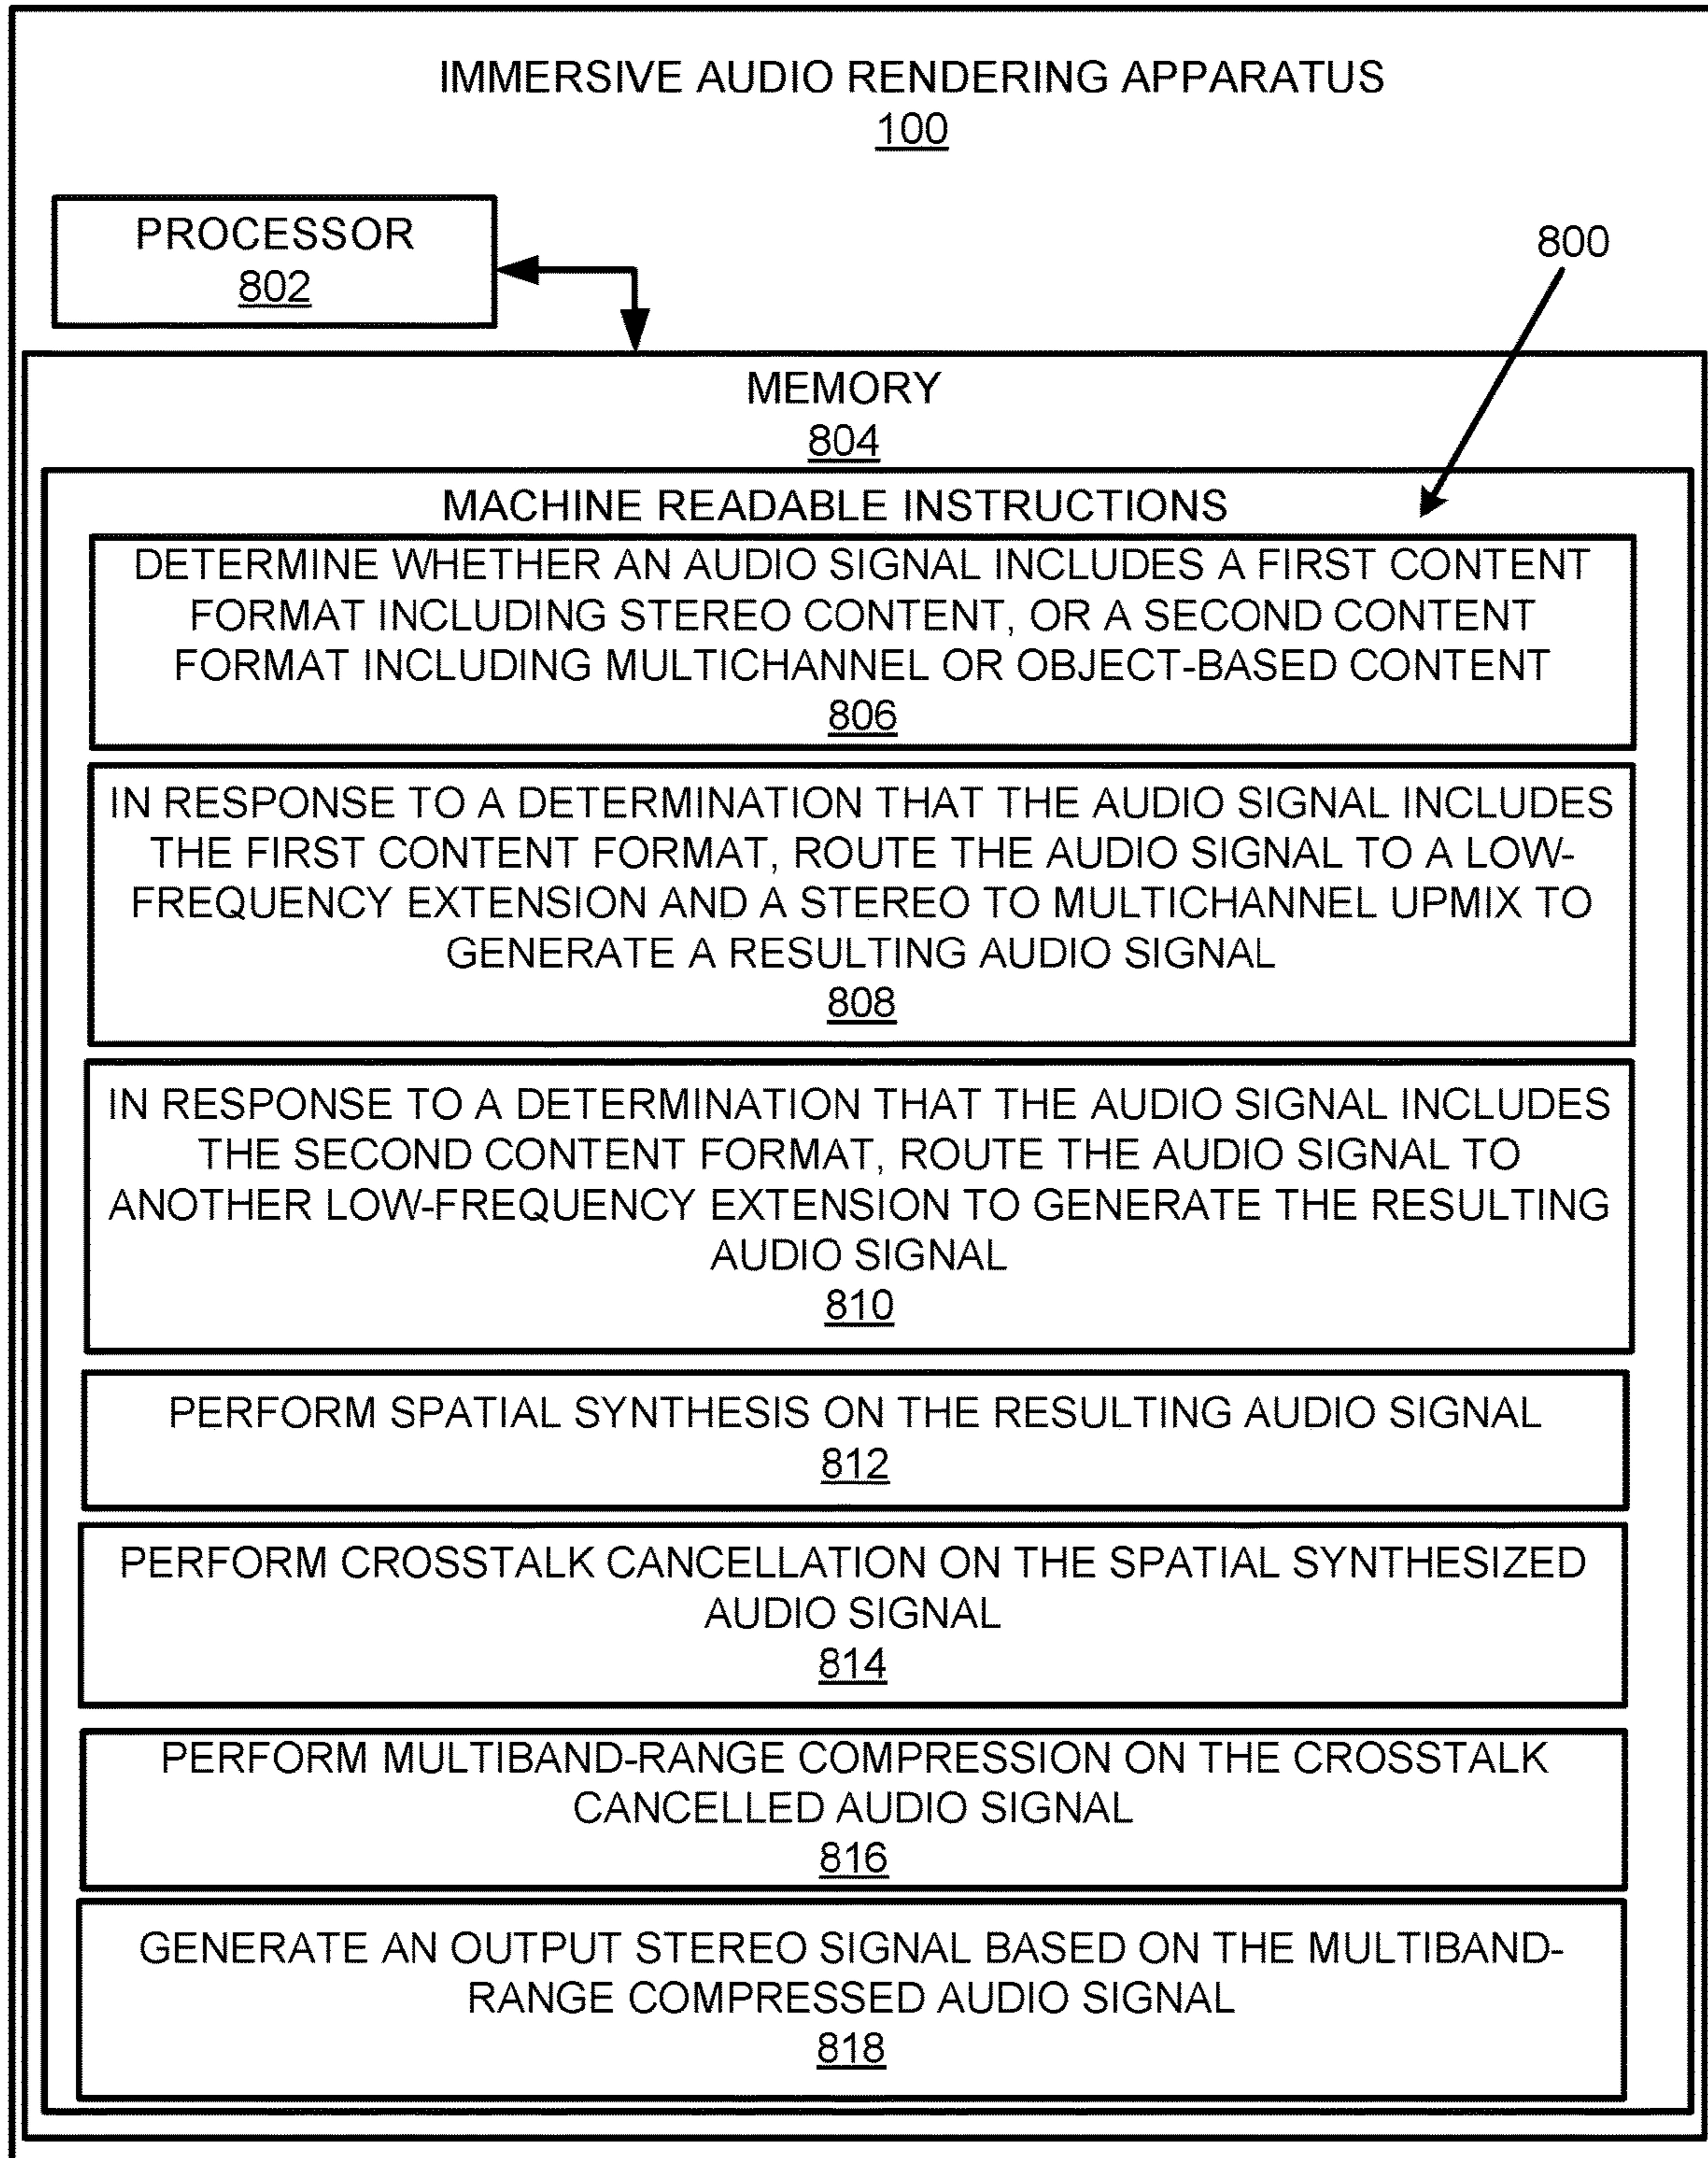 IMMERSIVE AUDIO RENDERING APPARATUS
100
PROCESSOR
802
800
MEMORY
804
MACHINE READABLE INSTRUCTIONS
DETERMINE WHETHER AN AUDIO SIGNAL INCLUDES A FIRST CONTENT
FORMAT INCLUDING STEREO CONTENT, OR A SECOND CONTENT
FORMAT INCLUDING MULTICHANNEL OR OBJECT-BASED CONTENT
806
IN RESPONSE TO A DETERMINATION THAT THE AUDIO SIGNAL INCLUDES
THE FIRST CONTENT FORMAT, ROUTE THE AUDIO SIGNAL TO A LOW-
FREQUENCY EXTENSION AND A STEREO TO MULTICHANNEL UPMIX TO
GENERATE A RESULTING AUDIO SIGNAL
808
IN RESPONSE TO A DETERMINATION THAT THE AUDIO SIGNAL INCLUDES
THE SECOND CONTENT FORMAT, ROUTE THE AUDIO SIGNAL TO
ANOTHER LOW-FREQUENCY EXTENSION TO GENERATE THE RESULTING
AUDIO SIGNAL
810
PERFORM SPATIAL SYNTHESIS ON THE RESULTING AUDIO SIGNAL
812
PERFORM CROSSTALK CANCELLATION ON THE SPATIAL SYNTHESIZED
AUDIO SIGNAL
814
PERFORM MULTIBAND-RANGE COMPRESSION ON THE CROSSTALK
CANCELLED AUDIO SIGNAL
816
GENERATE AN OUTPUT STEREO SIGNAL BASED ON THE MULTIBAND-
RANGE COMPRESSED AUDIO SIGNAL
818